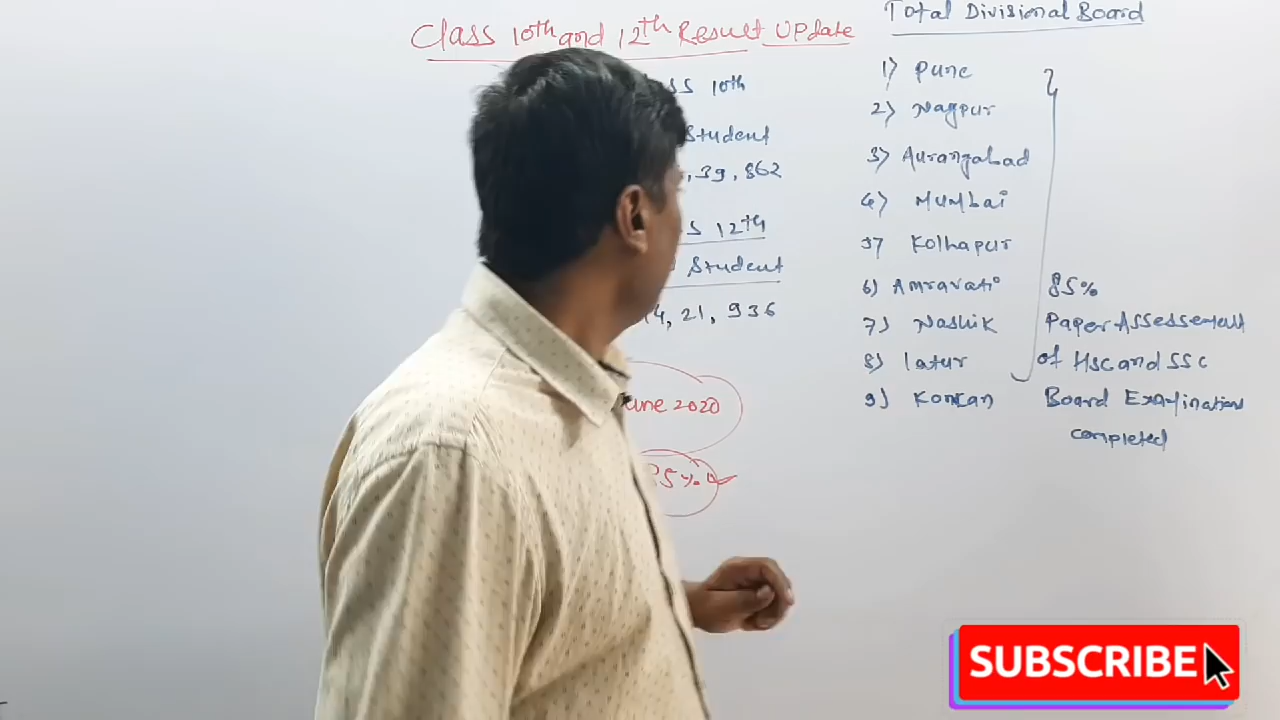 Class 10th and 12th Result UPdate
10th
Student
,39,862
12th
Student
14, 21, 936
une 2020
Total Divisional Board
1) Pune
2) Nagpur
3) Aurangabad
4) Mumbai
5) Kolhapur
6) Amravati
7) Nashik
8) latur
9) Konkan
85%
Paper Assessement
of Hsc and SSC
Board Examination
completed
SUBSCRIBE